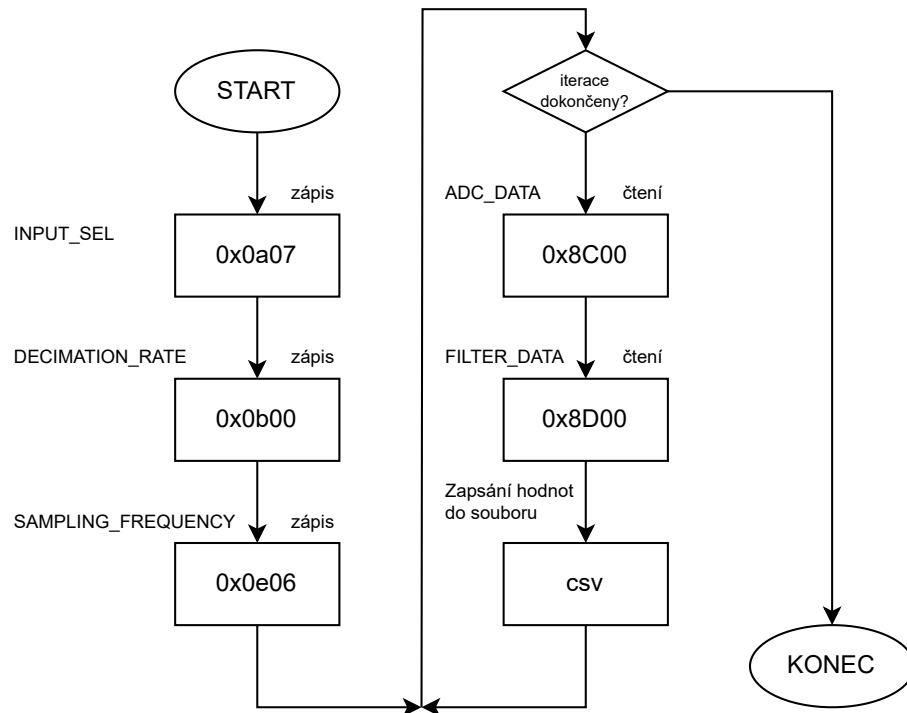 START
zápis
INPUT_SEL
0x0a07
DECIMATION_RATE
zápis
0x0b00
SAMPLING_FREQUENCY
zápis
0x0e06
iterace
dokončeny?
ADC_DATA
čtení
0x8C00
FILTER_DATA
čtení
0x8D00
Zapsání hodnot
do souboru
csv
KONEC